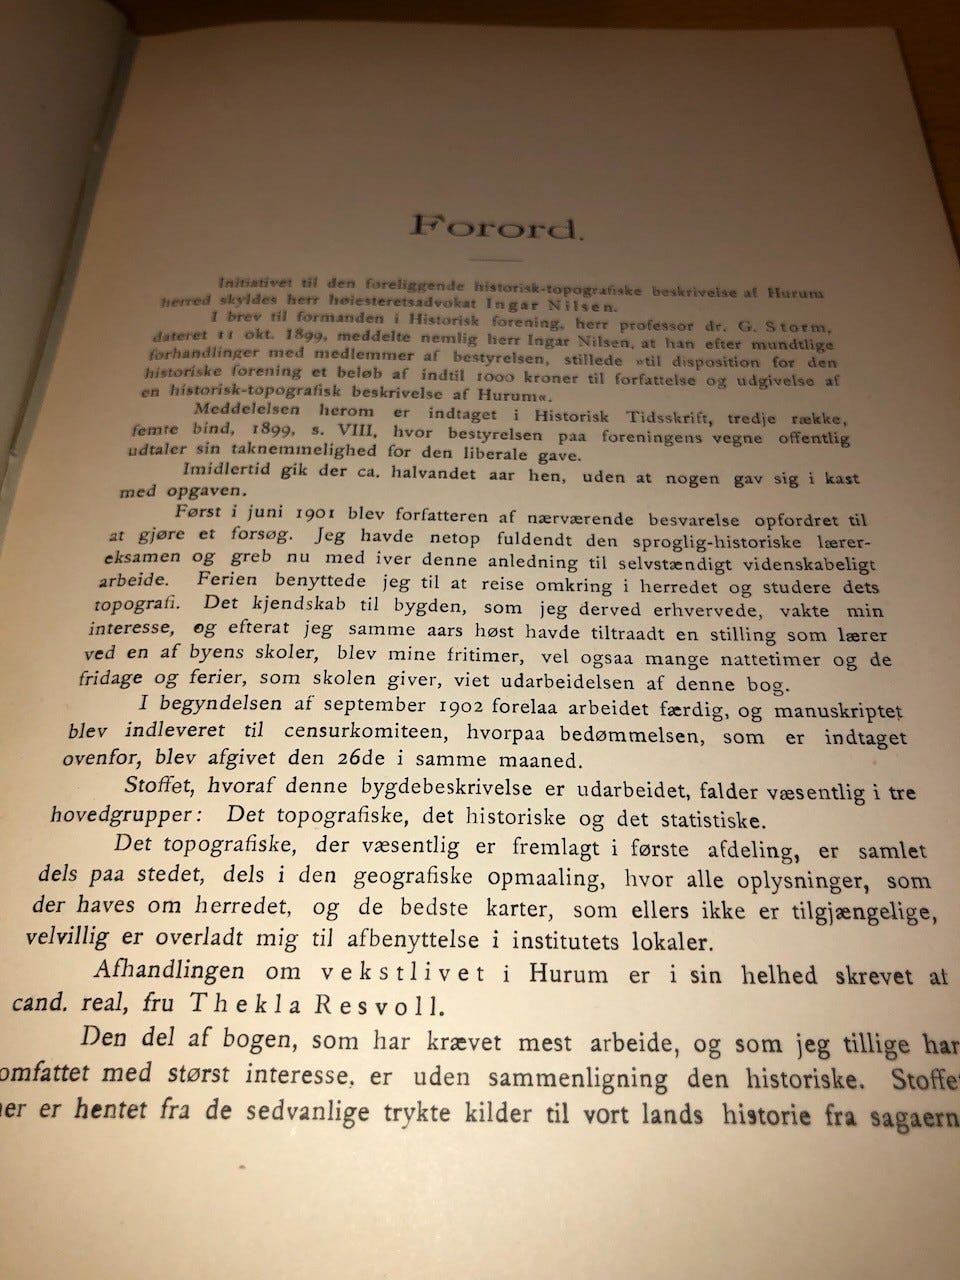 Forord.
Initiativet til den foreliggende historisk-topografiske beskrivelse af Hurum
herred skyldes herr høiesteretsadvokat Ingar Nilsen.
I brev til formanden i Historisk forening, herr professor dr. G. Storm,
dateret 11 okt. 1899, meddelte nemlig herr Ingar Nilsen, at han efter mundtlige
forhandlinger med medlemmer af bestyrelsen, stillede »til disposition for den
historiske forening et beløb af indtil 1000 kroner til forfattelse og udgivelse af
en historisk-topografisk beskrivelse af Hurum«.
Meddelelsen herom er indtaget i Historisk Tidsskrift, tredje række,
femte bind, 1899, s. VIII, hvor bestyrelsen paa foreningens vegne offentlig
udtaler sin taknemmelighed for den liberale gave.
Imidlertid gik der ca. halvandet aar hen, uden at nogen gav sig i kast
med opgaven.
Først i juni 1901 blev forfatteren af nærværende besvarelse opfordret til
at gjøre et forsøg. Jeg havde netop fuldendt den sproglig-historiske lærer-
eksamen og greb nu med iver denne anledning til selvstændigt videnskabeligt
arbeide. Ferien benyttede jeg til at reise omkring i herredet og studere dets
topografi. Det kjendskab til bygden, som jeg derved erhvervede, vakte min
interesse, og efterat jeg samme aars høst havde tiltraadt en stilling som lærer
ved en af byens skoler, blev mine fritimer, vel ogsaa mange nattetimer og de
fridage og ferier, som skolen giver, viet udarbeidelsen af denne bog.
I begyndelsen af september 1902 forelaa arbeidet færdig, og manuskriptet
blev indleveret til censurkomiteen, hvorpaa bedømmelsen, som er indtaget
ovenfor, blev afgivet den 26de i samme maaned.
Stoffet, hvoraf denne bygdebeskrivelse er udarbeidet, falder væsentlig i tre
hovedgrupper: Det topografiske, det historiske og det statistiske.
Det topografiske, der væsentlig er fremlagt i første afdeling, er samlet
dels paa stedet, dels i den geografiske opmaaling, hvor alle oplysninger, som
der haves om herredet, og de bedste karter, som ellers ikke er tilgjængelige,
velvillig er overladt mig til afbenyttelse i institutets lokaler.
Afhandlingen om vekstlivet i Hurum er i sin helhed skrevet af
cand. real, fru Thekla Resvoll.
Den del af bogen, som har krævet mest arbeide, og som jeg tillige har
omfattet med størst interesse, er uden sammenligning den historiske. Stoffet
her er hentet fra de sedvanlige trykte kilder til vort lands historie fra sagaern